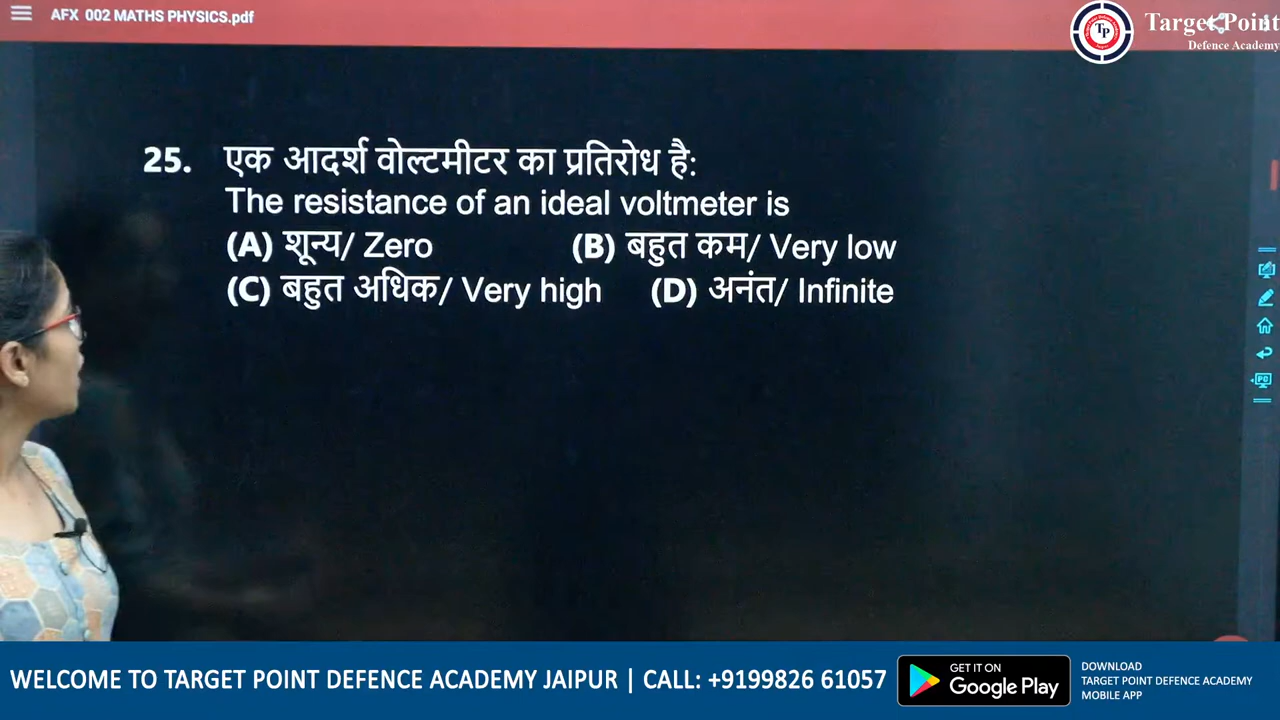 AFX 002 MATHS PHYSICS.pdf
Target Point
Defence Academy
TP
25. एक आदर्श वोल्टमीटर का प्रतिरोध है:
The resistance of an ideal voltmeter is
(A) शून्य/ Zero (B) बहुत कम/ Very low
(C) बहुत अधिक/ Very high (D) अनंत/ Infinite
WELCOME TO TARGET POINT DEFENCE ACADEMY JAIPUR | CALL: +9199826 61057
GET IT ON
Google Play
DOWNLOAD
TARGET POINT DEFENCE ACADEMY
MOBILE APP